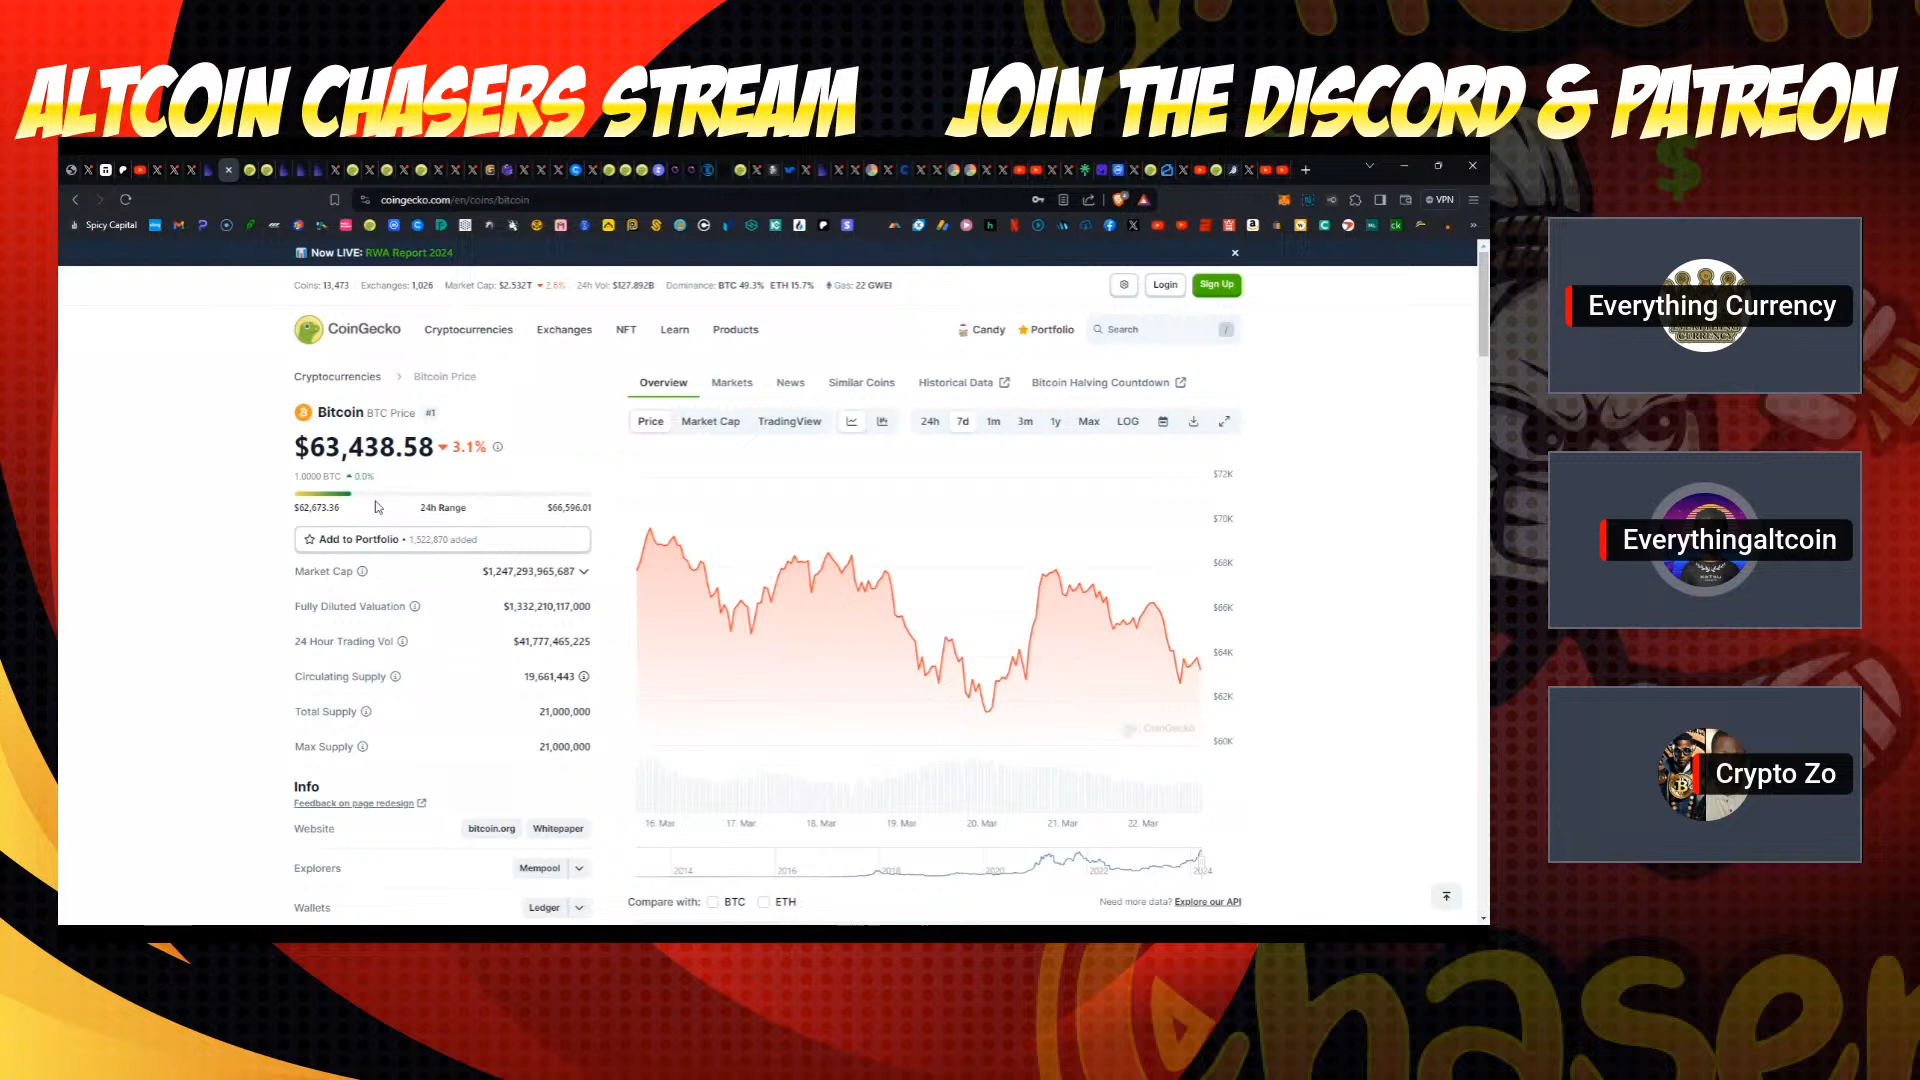 ALTCOIN CHASERS STREAM
JOIN THE DISCORD & PATREON
coingecko.com/en/coins/bitcoin
VPN
Spicy Capital
Now LIVE: RWA Report 2024
Coins: 13,473 Exchanges: 1,026 Market Cap: $2.532T 2.6% 24h Vol: $127.892B Dominance: BTC 49.3% ETH 15.7% Gas: 22 GWEI
Login
Sign Up
CoinGecko
Cryptocurrencies
Exchanges
NFT
Learn
Products
Candy
Portfolio
Search
/
Cryptocurrencies > Bitcoin Price
Overview
Markets
News
Similar Coins
Historical Data
Bitcoin Halving Countdown
Bitcoin BTC Price #1
$63,438.58 3.1%
1.0000 BTC 0.0%
$62,673.36 24h Range $66,596.01
Add to Portfolio • 1,522,870 added
Market Cap $1,247,293,965,687
Fully Diluted Valuation $1,332,210,117,000
24 Hour Trading Vol $41,777,465,225
Circulating Supply 19,661,443
Total Supply 21,000,000
Max Supply 21,000,000
Info
Feedback on page redesign
Website bitcoin.org Whitepaper
Explorers Mempool
Wallets Ledger
Price
Market Cap
TradingView
24h
7d
1m
3m
1y
Max
LOG
$72K
$70K
$68K
$66K
$64K
$62K
$60K
CoinGecko
16. Mar 17. Mar 18. Mar 19. Mar 20. Mar 21. Mar 22. Mar
2014 2016 2018 2020 2022 2024
Compare with: BTC ETH
Need more data? Explore our API
Everything Currency
EVERYTHING
CURRENCY
Everythingaltcoin
Crypto Zo
Chaser